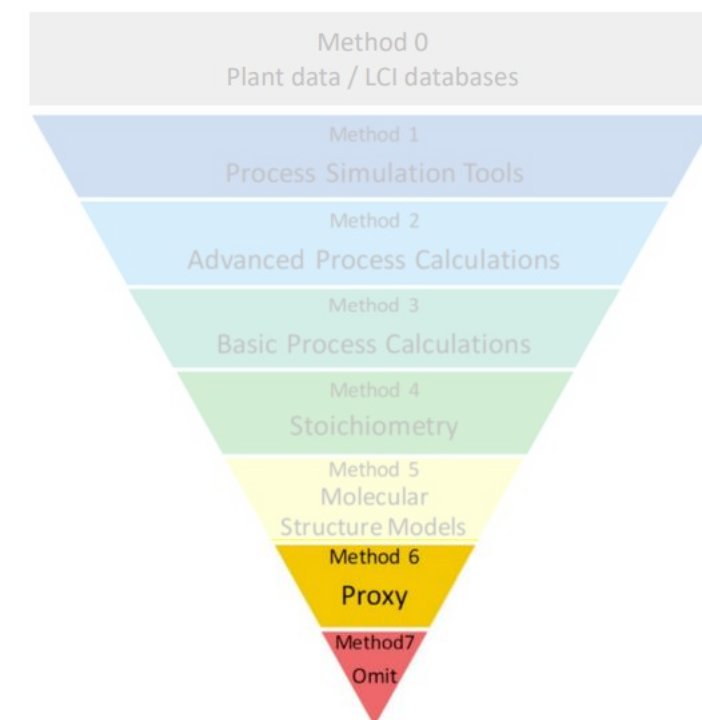 Method 0
Plant data / LCI databases
Method 1
Process Simulation Tools
Method 2
Advanced Process Calculations
Method 3
Basic Process Calculations
Method 4
Stoichiometry
Method 5
Molecular
Structure Models
Method 6
Proxy
Method7
Omit